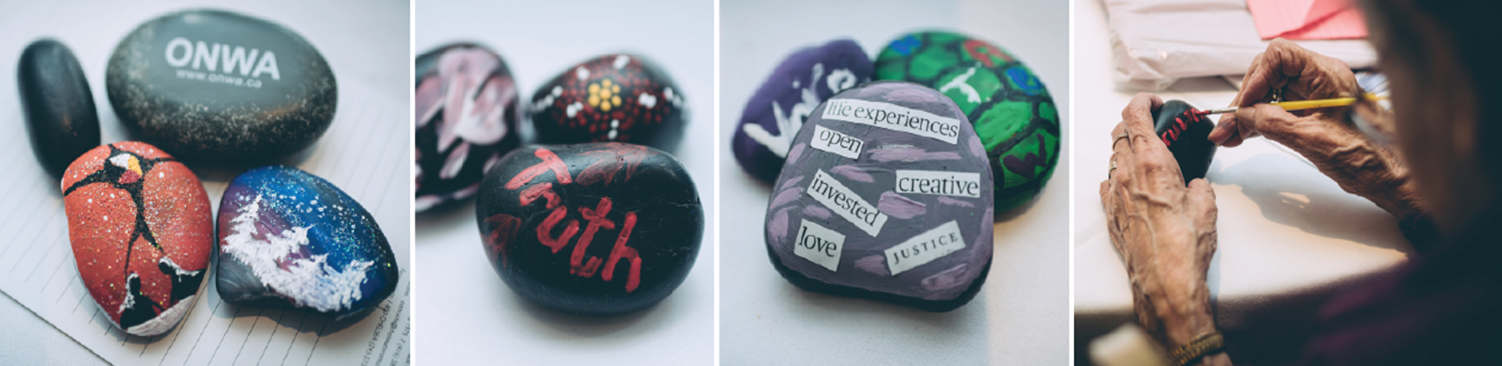 ONWA
www.onwa.ca
Truth
life experiences
open
creative
invested
love
JUSTICE